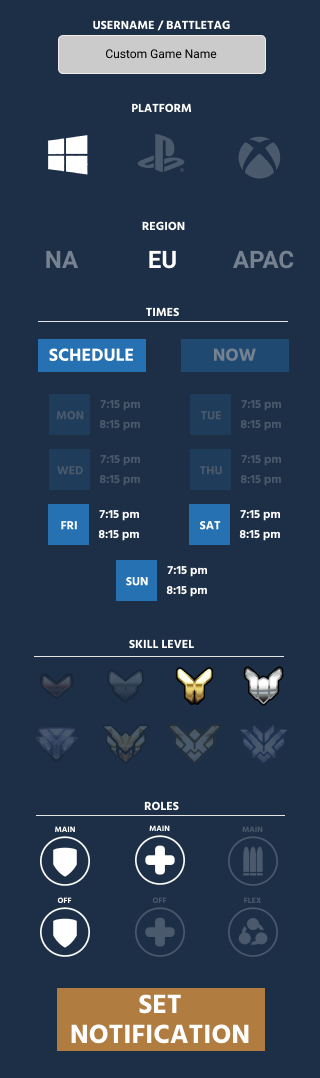 USERNAME / BATTLETAG
Custom Game Name
PLATFORM
REGION
NA EU APAC
TIMES
SCHEDULE NOW
MON 7:15 pm 8:15 pm TUE 7:15 pm 8:15 pm
WED 7:15 pm 8:15 pm THU 7:15 pm 8:15 pm
FRI 7:15 pm 8:15 pm SAT 7:15 pm 8:15 pm
SUN 7:15 pm 8:15 pm
SKILL LEVEL
ROLES
MAIN MAIN MAIN
OFF OFF FLEX
SET
NOTIFICATION